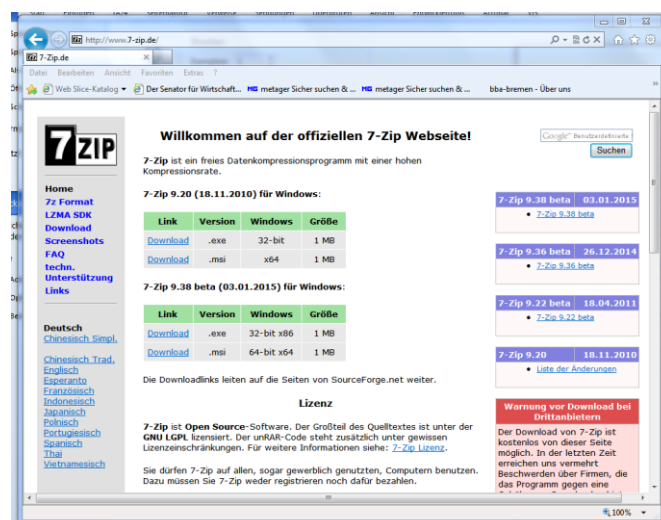 http://www.7-zip.de/
7-Zip.de
Datei Bearbeiten Ansicht Favoriten Extras ?
Web Slice-Katalog
Der Senator für Wirtschaft...
metager Sicher suchen & ...
metager Sicher suchen & ...
bba-bremen - Über uns
7 ZIP
Home
7z Format
LZMA SDK
Download
Screenshots
FAQ
techn.
Unterstützung
Links
Deutsch
Chinesisch Simpl.
Chinesisch Trad.
Englisch
Esperanto
Französisch
Indonesisch
Japanisch
Polnisch
Portugiesisch
Spanisch
Thai
Vietnamesisch
Willkommen auf der offiziellen 7-Zip Webseite!
7-Zip ist ein freies Datenkompressionsprogramm mit einer hohen
Kompressionsrate.
7-Zip 9.20 (18.11.2010) für Windows:
Link Version Windows Größe
Download .exe 32-bit 1 MB
Download .msi x64 1 MB
7-Zip 9.38 beta (03.01.2015) für Windows:
Link Version Windows Größe
Download .exe 32-bit x86 1 MB
Download .msi 64-bit x64 1 MB
Die Downloadlinks leiten auf die Seiten von SourceForge.net weiter.
Lizenz
7-Zip ist Open Source-Software. Der Großteil des Quelltextes ist unter der
GNU LGPL lizensiert. Der unRAR-Code steht zusätzlich unter gewissen
Lizenzeinschränkungen. Für weitere Informationen siehe: 7-Zip Lizenz.
Sie dürfen 7-Zip auf allen, sogar gewerblich genutzten, Computern benutzen.
Dazu müssen Sie 7-Zip weder registrieren noch dafür bezahlen.
Google Benutzerdefinierte
Suchen
7-Zip 9.38 beta 03.01.2015
7-Zip 9.38 beta
7-Zip 9.36 beta 26.12.2014
7-Zip 9.36 beta
7-Zip 9.22 beta 18.04.2011
7-Zip 9.22 beta
7-Zip 9.20 18.11.2010
Liste der Änderungen
Warnung vor Download bei
Drittanbietern
Der Download von 7-Zip ist
kostenlos von dieser Seite
möglich. In der letzten Zeit
erreichen uns vermehrt
Beschwerden über Firmen, die
das Programm gegen eine
100%